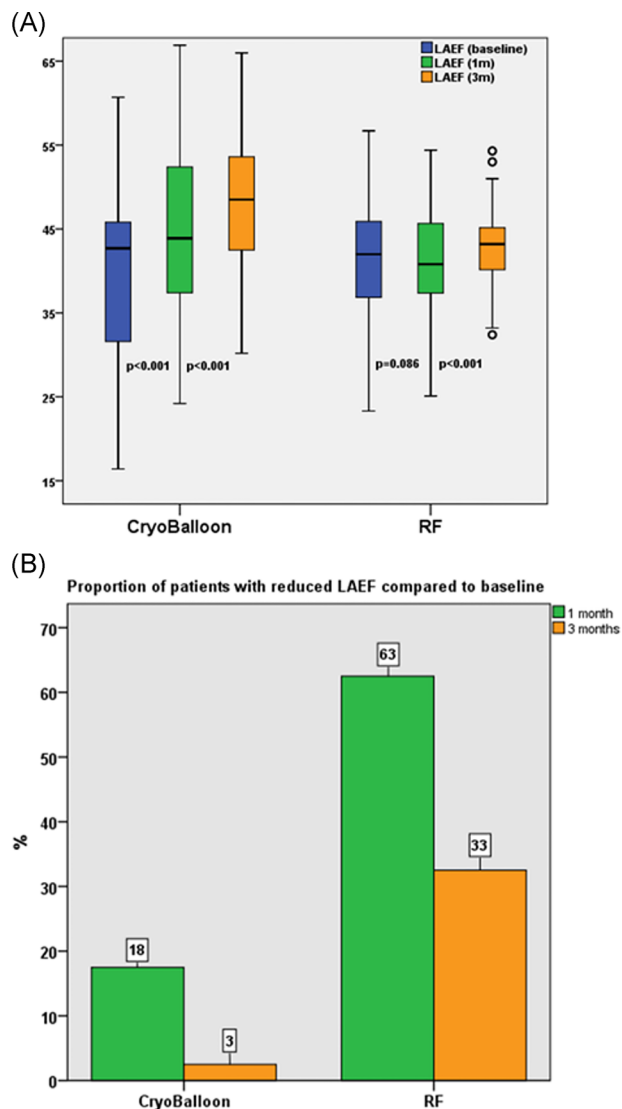 (A)
LAEF (baseline)
LAEF (1m)
LAEF (3m)
65
55
45
35
25
15
p<0.001
p<0.001
p=0.086
p<0.001
CryoBalloon
RF
(B)
Proportion of patients with reduced LAEF compared to baseline
1 month
3 months
70
60
50
40
30
20
10
0
%
18
3
63
33
CryoBalloon
RF